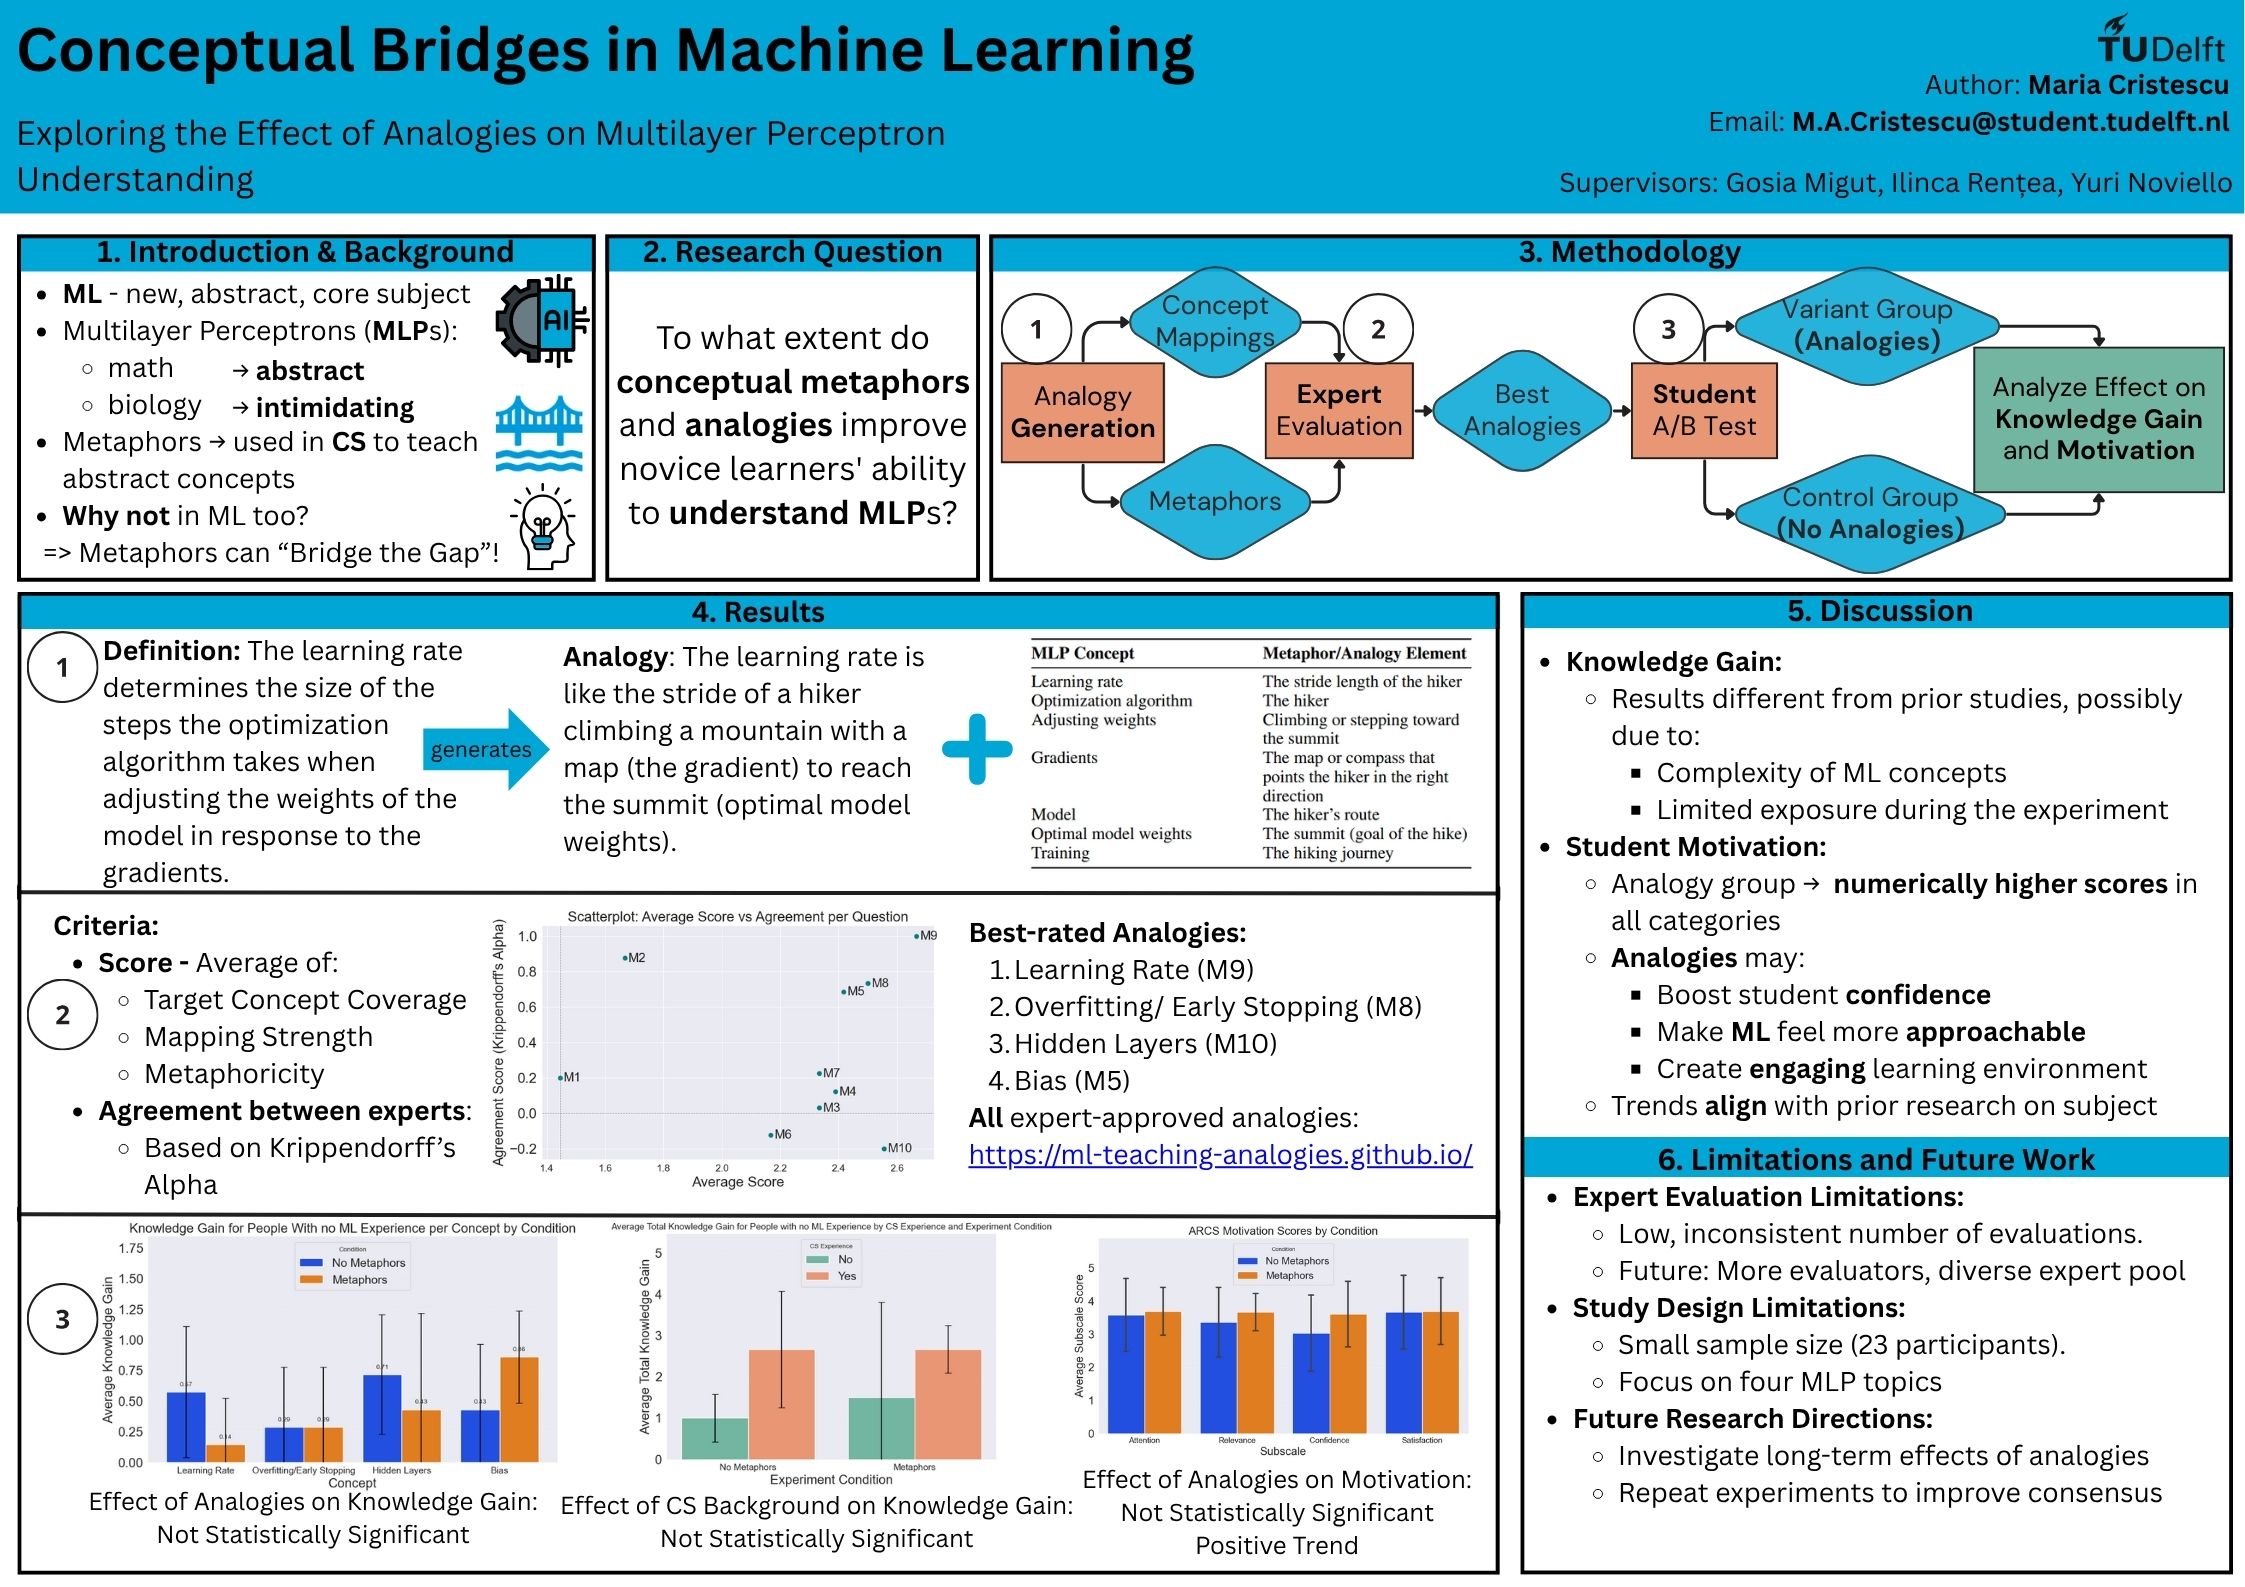 Conceptual Bridges in Machine Learning
Exploring the Effect of Analogies on Multilayer Perceptron
Understanding
TUDelft
Author: Maria Cristescu
Email: M.A.Cristescu@student.tudelft.nl
Supervisors: Gosia Migut, Ilinca Rențea, Yuri Noviello
1. Introduction & Background
• ML - new, abstract, core subject
• Multilayer Perceptrons (MLPs):
○ math → abstract
○ biology → intimidating
• Metaphors → used in CS to teach
abstract concepts
• Why not in ML too?
=> Metaphors can “Bridge the Gap”!
AI
2. Research Question
To what extent do
conceptual metaphors
and analogies improve
novice learners' ability
to understand MLPs?
3. Methodology
1
Analogy
Generation
Concept
Mappings
Metaphors
2
Expert
Evaluation
Best
Analogies
3
Student
A/B Test
Variant Group
(Analogies)
Control Group
(No Analogies)
Analyze Effect on
Knowledge Gain
and Motivation
4. Results
1
Definition: The learning rate
determines the size of the
steps the optimization
algorithm takes when
adjusting the weights of the
model in response to the
gradients.
generates
Analogy: The learning rate is
like the stride of a hiker
climbing a mountain with a
map (the gradient) to reach
the summit (optimal model
weights).
MLP Concept Metaphor/Analogy Element
Learning rate The stride length of the hiker
Optimization algorithm The hiker
Adjusting weights Climbing or stepping toward
the summit
Gradients The map or compass that
points the hiker in the right
direction
Model The hiker's route
Optimal model weights The summit (goal of the hike)
Training The hiking journey
2
Criteria:
• Score - Average of:
○ Target Concept Coverage
○ Mapping Strength
○ Metaphoricity
• Agreement between experts:
○ Based on Krippendorff’s
Alpha
Scatterplot: Average Score vs Agreement per Question
Agreement Score (Krippendorff's Alpha)
1.0
0.8
0.6
0.4
0.2
0.0
−0.2
M9
M2
M8
M5
M7
M1
M4
M3
M6
M10
1.4 1.6 1.8 2.0 2.2 2.4 2.6
Average Score
Best-rated Analogies:
1. Learning Rate (M9)
2. Overfitting/ Early Stopping (M8)
3. Hidden Layers (M10)
4. Bias (M5)
All expert-approved analogies:
https://ml-teaching-analogies.github.io/
3
Knowledge Gain for People With no ML Experience per Concept by Condition
Average Knowledge Gain
1.75
1.50
1.25
1.00
0.75
0.50
0.25
0.00
Condition
No Metaphors
Metaphors
0.57 0.14 0.29 0.29 0.71 0.43 0.43 0.86
Learning Rate Overfitting/Early Stopping Hidden Layers Bias
Concept
Effect of Analogies on Knowledge Gain:
Not Statistically Significant
Average Total Knowledge Gain for People with no ML Experience by CS Experience and Experiment Condition
Average Total Knowledge Gain
5
4
3
2
1
0
CS Experience
No
Yes
No Metaphors Metaphors
Experiment Condition
Effect of CS Background on Knowledge Gain:
Not Statistically Significant
ARCS Motivation Scores by Condition
Average Subscale Score
5
4
3
2
1
0
Condition
No Metaphors
Metaphors
Attention Relevance Confidence Satisfaction
Subscale
Effect of Analogies on Motivation:
Not Statistically Significant
Positive Trend
5. Discussion
• Knowledge Gain:
○ Results different from prior studies, possibly
due to:
▪ Complexity of ML concepts
▪ Limited exposure during the experiment
• Student Motivation:
○ Analogy group → numerically higher scores in
all categories
○ Analogies may:
▪ Boost student confidence
▪ Make ML feel more approachable
▪ Create engaging learning environment
○ Trends align with prior research on subject
6. Limitations and Future Work
• Expert Evaluation Limitations:
○ Low, inconsistent number of evaluations.
○ Future: More evaluators, diverse expert pool
• Study Design Limitations:
○ Small sample size (23 participants).
○ Focus on four MLP topics
• Future Research Directions:
○ Investigate long-term effects of analogies
○ Repeat experiments to improve consensus